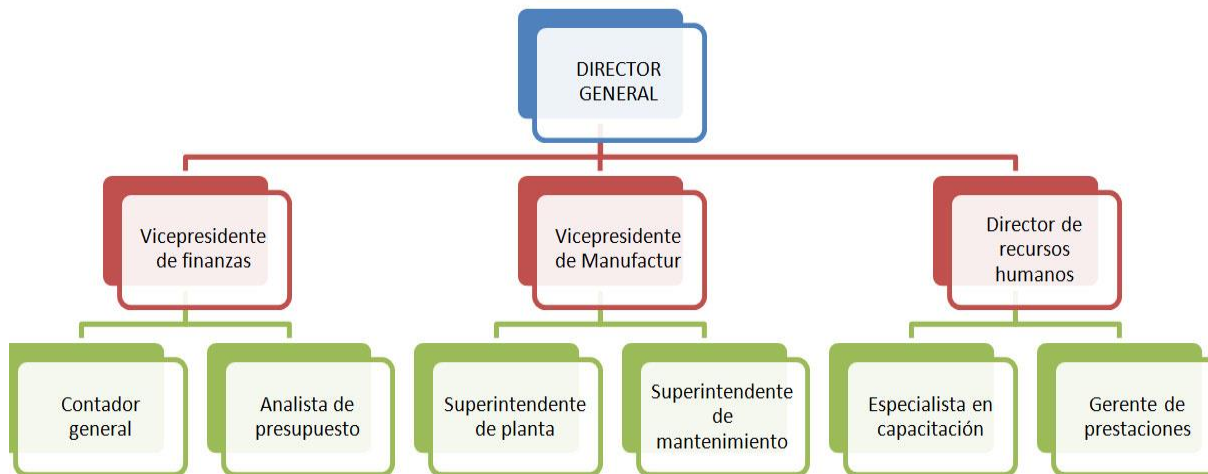 DIRECTOR
GENERAL
Vicepresidente
de finanzas
Vicepresidente
de Manufactur
Director de
recursos
humanos
Contador
general
Analista de
presupuesto
Superintendente
de planta
Superintendente
de
mantenimiento
Especialista en
capacitación
Gerente de
prestaciones